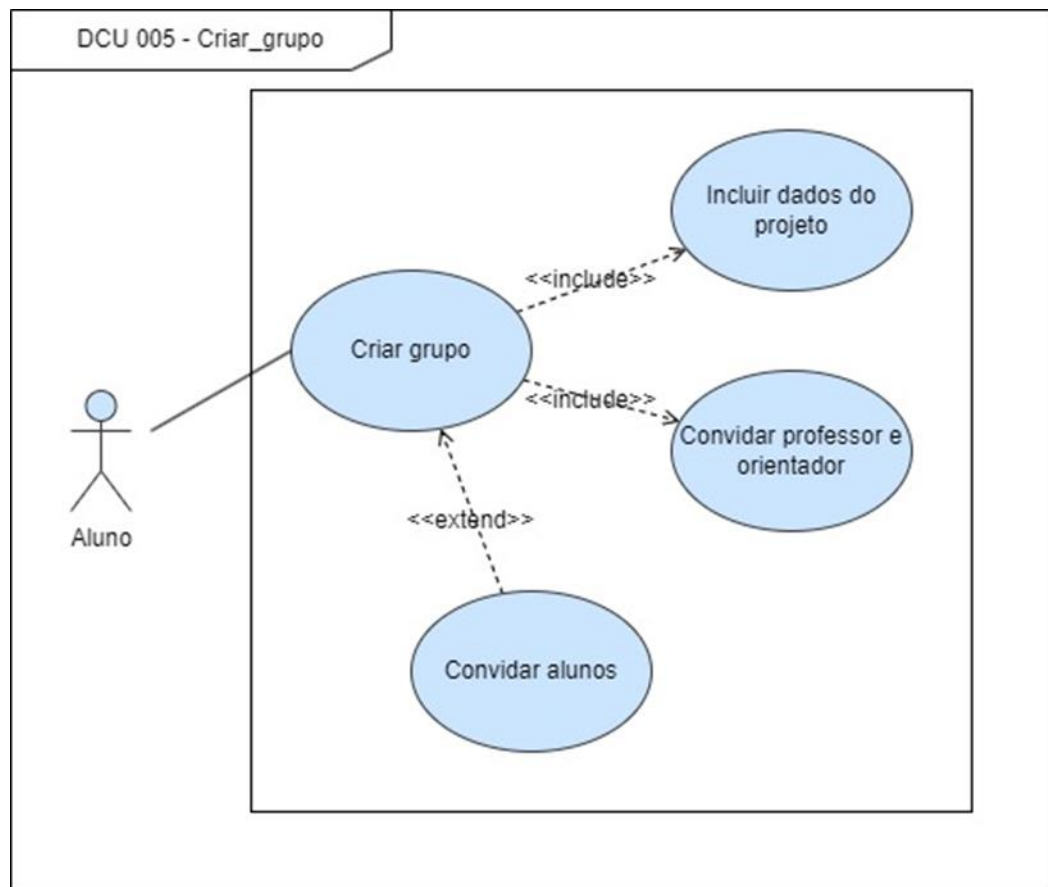 DCU 005 - Criar_grupo
Incluir dados do
projeto
<<include>>
Criar grupo
<<include>>
Convidar professor e
orientador
<<extend>>
Aluno
Convidar alunos